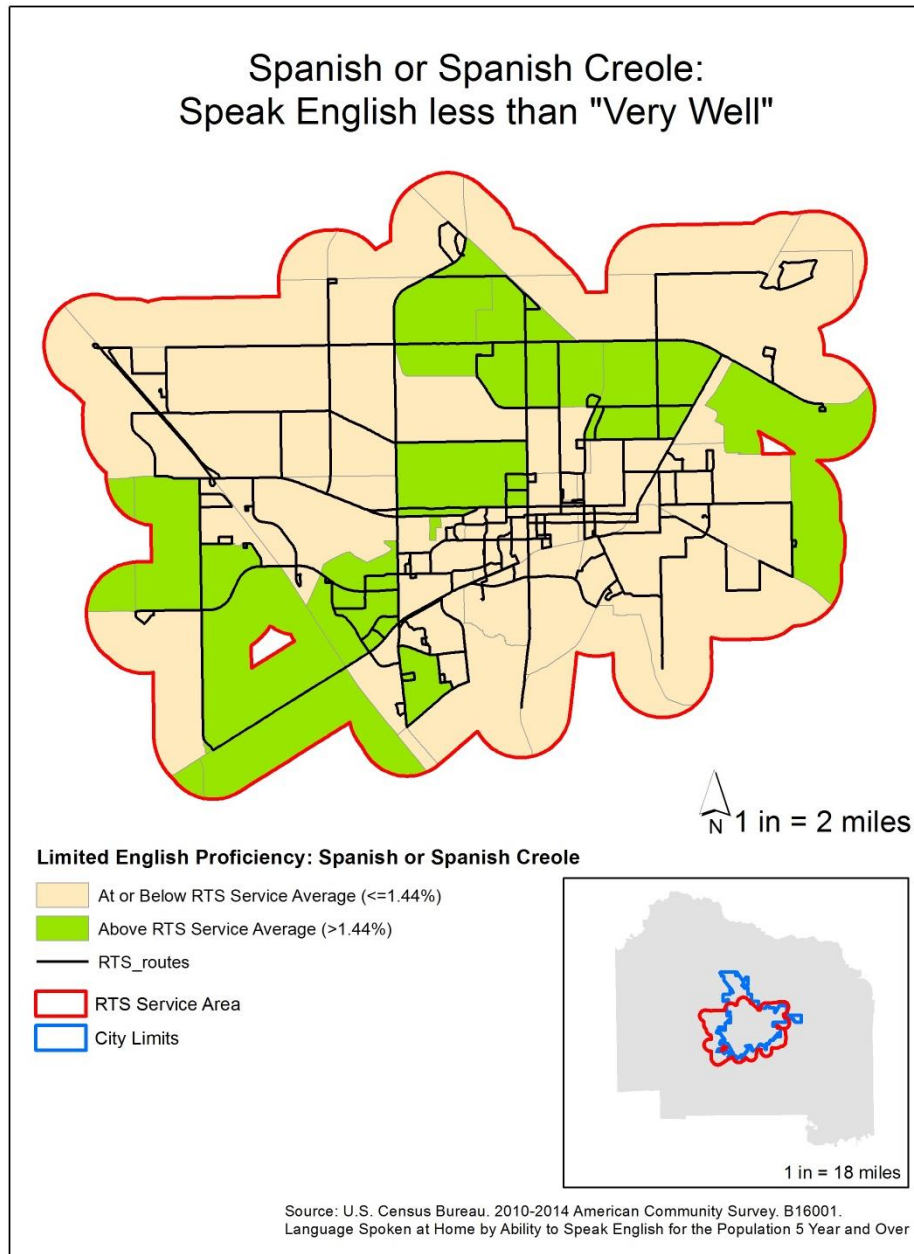 Spanish or Spanish Creole:
Speak English less than "Very Well"
N 1 in = 2 miles
Limited English Proficiency: Spanish or Spanish Creole
At or Below RTS Service Average (<=1.44%)
Above RTS Service Average (>1.44%)
RTS_routes
RTS Service Area
City Limits
1 in = 18 miles
Source: U.S. Census Bureau. 2010-2014 American Community Survey. B16001.
Language Spoken at Home by Ability to Speak English for the Population 5 Year and Over